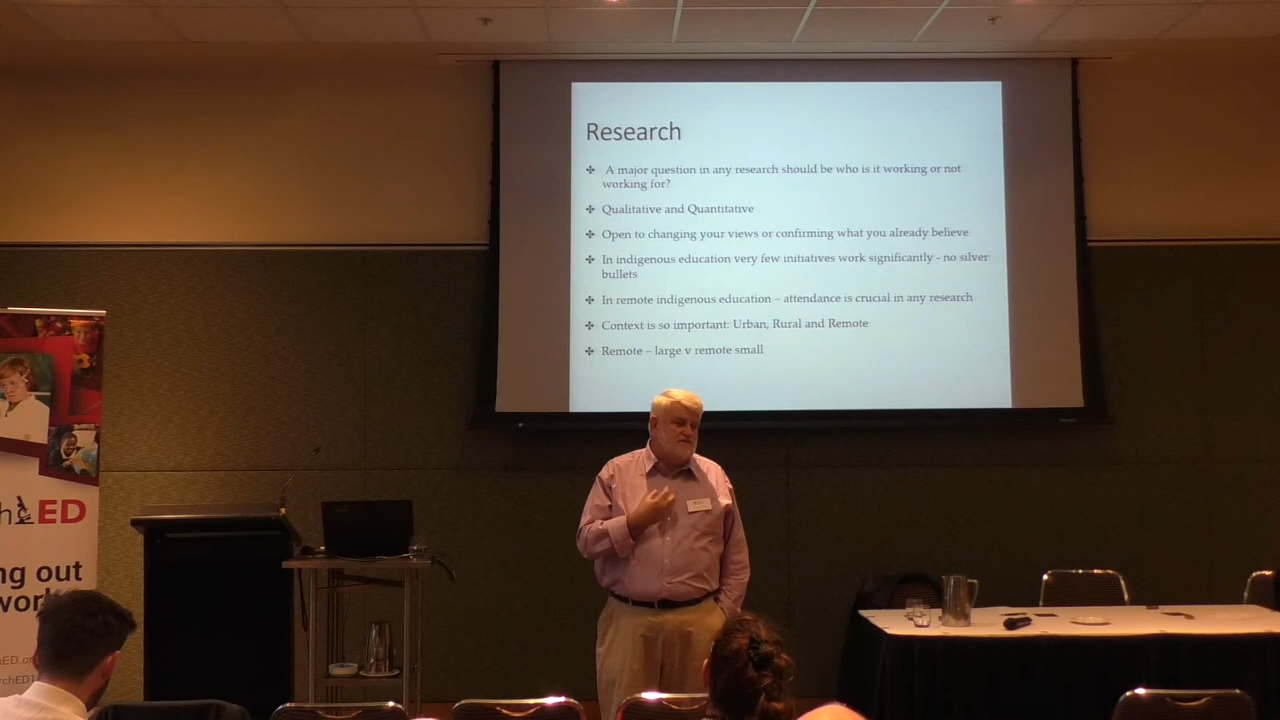 Research
A major question in any research should be who is it working or not
working for?
Qualitative and Quantitative
Open to changing your views or confirming what you already believe
In indigenous education very few initiatives work significantly - no silver
bullets
In remote indigenous education – attendance is crucial in any research
Context is so important: Urban, Rural and Remote
Remote – large v remote small
hED
ng out
work